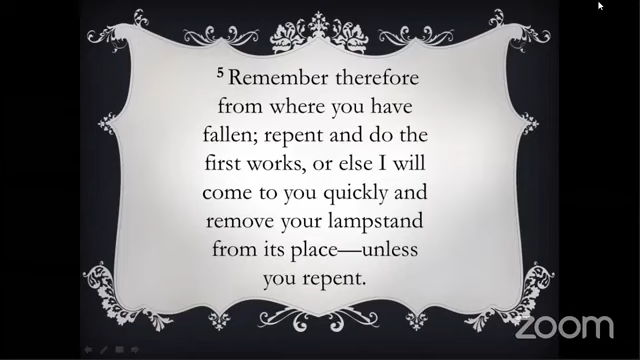 5 Remember therefore
from where you have
fallen; repent and do the
first works, or else I will
come to you quickly and
remove your lampstand
from its place—unless
you repent.
zoom